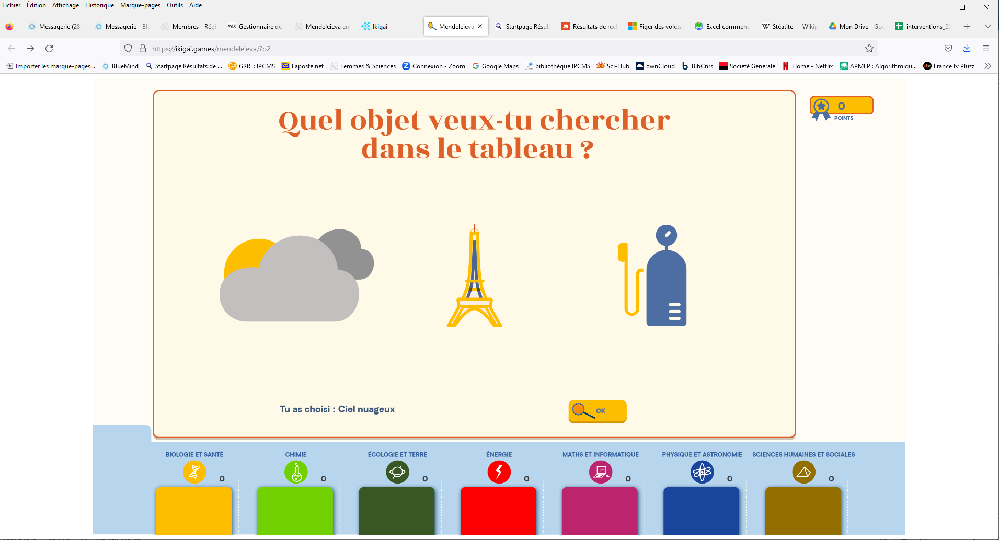 Fichier Édition Affichage Historique Marque-pages Outils Aide
Messagerie (281 Messagerie - Bl Membres - Régi WIX Gestionnaire de Mendeleieva en Ikigai Mendeleieva Startpage Résult Résultats de rec Figer des volets Excel comment W Stéatite — Wikip Mon Drive - Go interventions_22
https://ikigai.games/mendeleieva/?p2
Importer les marque-pages... BlueMind Startpage Résultats de ... GRR : IPCMS Laposte.net Femmes & Sciences Connexion - Zoom Google Maps bibliothèque IPCMS Sci-Hub ownCloud BibCnrs Société Générale Home - Netflix APMEP : Algorithmiqu... France tv Pluzz
Quel objet veux-tu chercher
dans le tableau ?
0
POINTS
Tu as choisi : Ciel nuageux
OK
BIOLOGIE ET SANTÉ CHIMIE ÉCOLOGIE ET TERRE ÉNERGIE MATHS ET INFORMATIQUE PHYSIQUE ET ASTRONOMIE SCIENCES HUMAINES ET SOCIALES
0 0 0 0 0 0 0